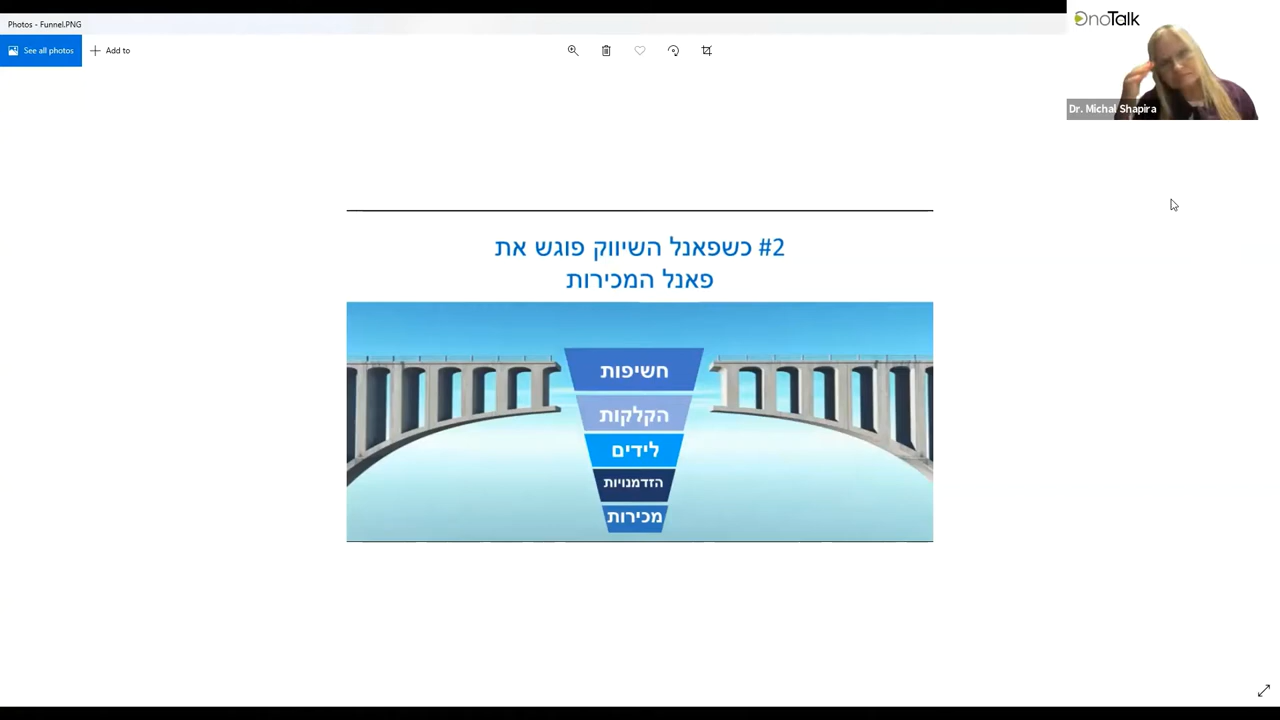 Photos - Funnel.PNG
See all photos
Add to
OnoTalk
Dr. Michal Shapira
#2 כשפאנל השיווק פוגש את
פאנל המכירות
חשיפות
הקלקות
לידים
הזדמנויות
מכירות